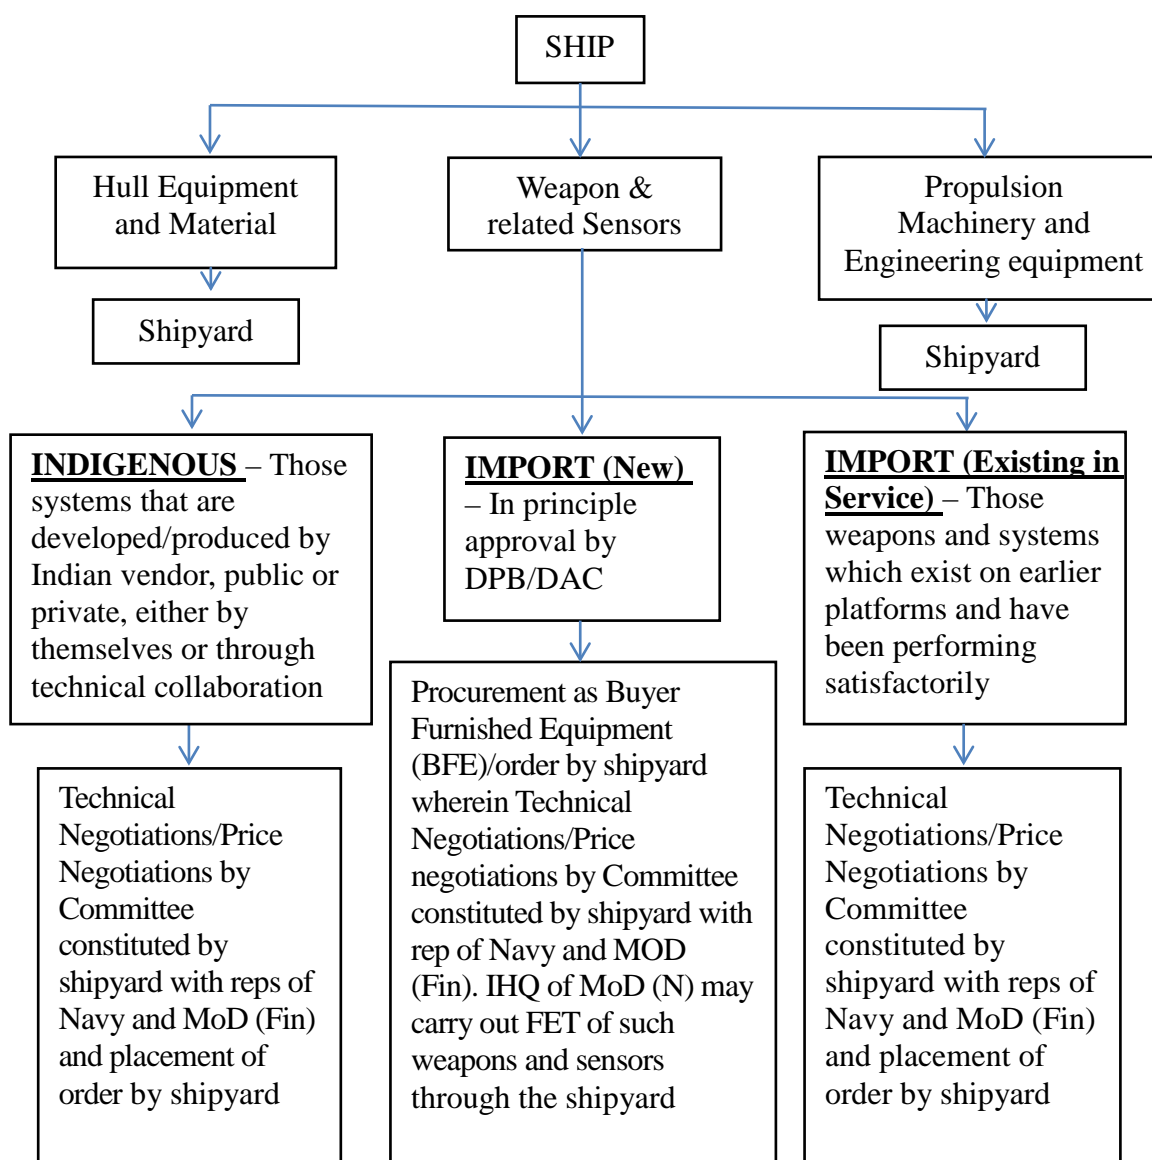 SHIP
Hull Equipment
and Material
Weapon &
related Sensors
Propulsion
Machinery and
Engineering equipment
Shipyard
Shipyard
INDIGENOUS – Those
systems that are
developed/produced by
Indian vendor, public or
private, either by
themselves or through
technical collaboration
IMPORT (New)
– In principle
approval by
DPB/DAC
IMPORT (Existing in
Service) – Those
weapons and systems
which exist on earlier
platforms and have
been performing
satisfactorily
Technical
Negotiations/Price
Negotiations by
Committee
constituted by
shipyard with reps of
Navy and MoD (Fin)
and placement of
order by shipyard
Procurement as Buyer
Furnished Equipment
(BFE)/order by shipyard
wherein Technical
Negotiations/Price
negotiations by Committee
constituted by shipyard with
rep of Navy and MOD
(Fin). IHQ of MoD (N) may
carry out FET of such
weapons and sensors
through the shipyard
Technical
Negotiations/Price
Negotiations by
Committee
constituted by
shipyard with reps of
Navy and MoD (Fin)
and placement of
order by shipyard